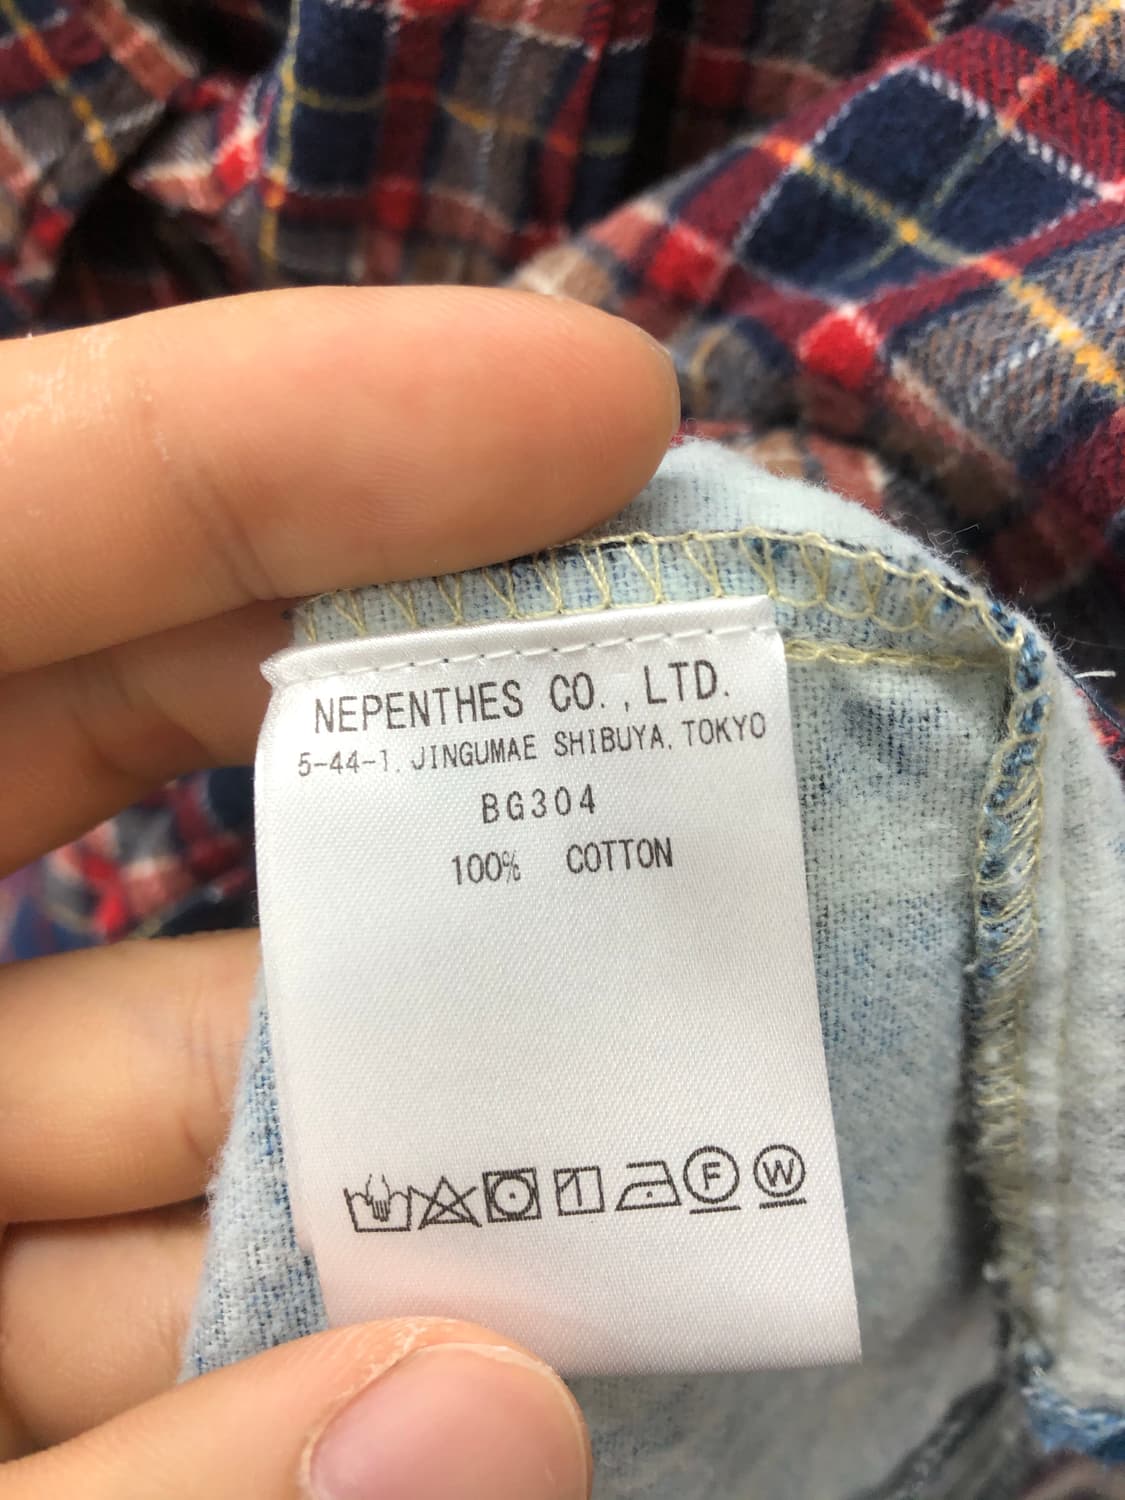 NEPENTHES CO.,LTD.
5-44-1, JINGUMAE SHIBUYA, TOKYO
BG304
100% COTTON
F W